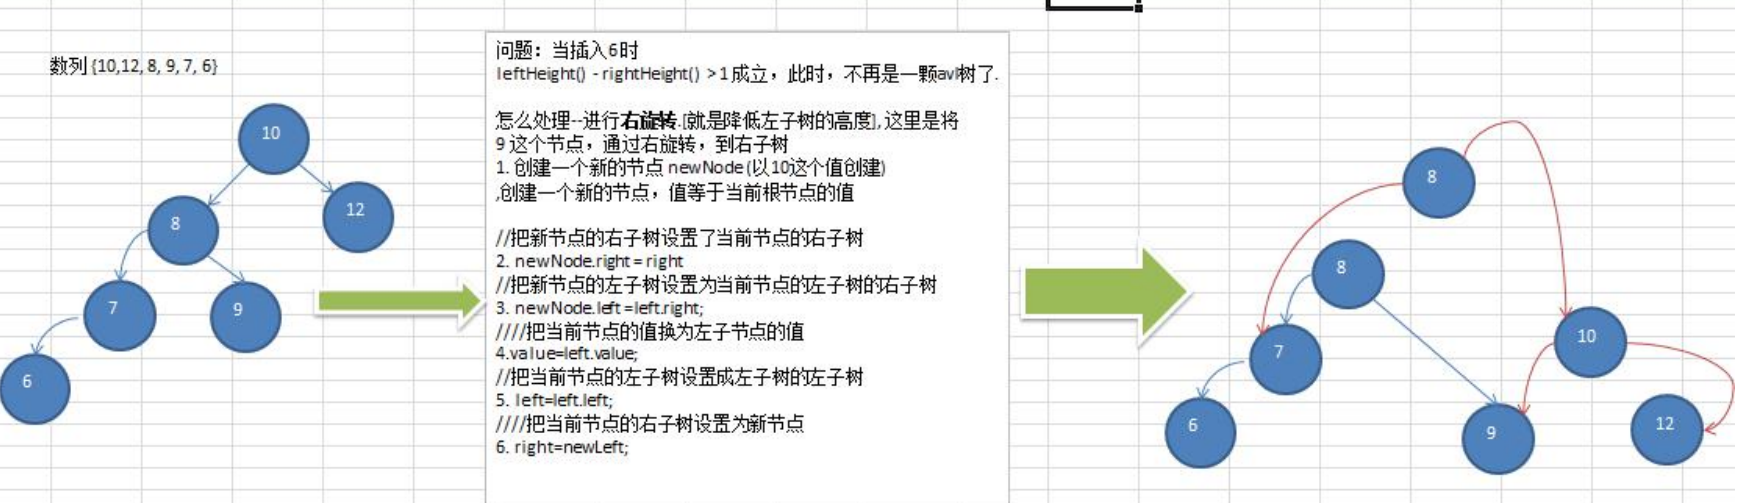 数列 {10,12, 8, 9, 7, 6}
10
8
12
7
9
6
问题：当插入6时
leftHeight() - rightHeight() > 1 成立，此时，不再是一颗avl树了.
怎么处理--进行右旋转.[就是降低左子树的高度],这里是将
9 这个节点，通过右旋转，到右子树
1. 创建一个新的节点 newNode (以10这个值创建)
,创建一个新的节点，值等于当前根节点的值
//把新节点的右子树设置了当前节点的右子树
2. newNode.right = right
//把新节点的左子树设置为当前节点的左子树的右子树
3. newNode.left =left.right;
////把当前节点的值换为左子节点的值
4.value=left.value;
//把当前节点的左子树设置成左子树的左子树
5. left=left.left;
////把当前节点的右子树设置为新节点
6. right=newLeft;
8
8
10
7
6
9
12